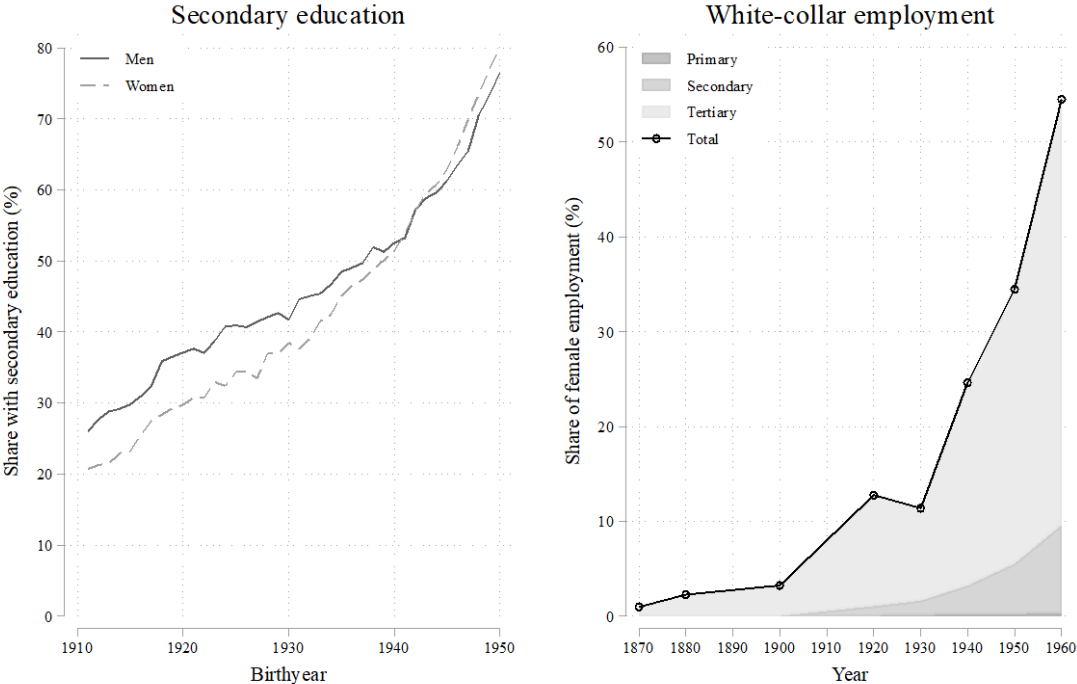 Secondary education
Men
Women
Share with secondary education (%)
80
70
60
50
40
30
20
10
0
1910
1920
1930
1940
1950
Birthyear
White-collar employment
Primary
Secondary
Tertiary
Total
Share of female employment (%)
60
50
40
30
20
10
0
1870
1880
1890
1900
1910
1920
1930
1940
1950
1960
Year